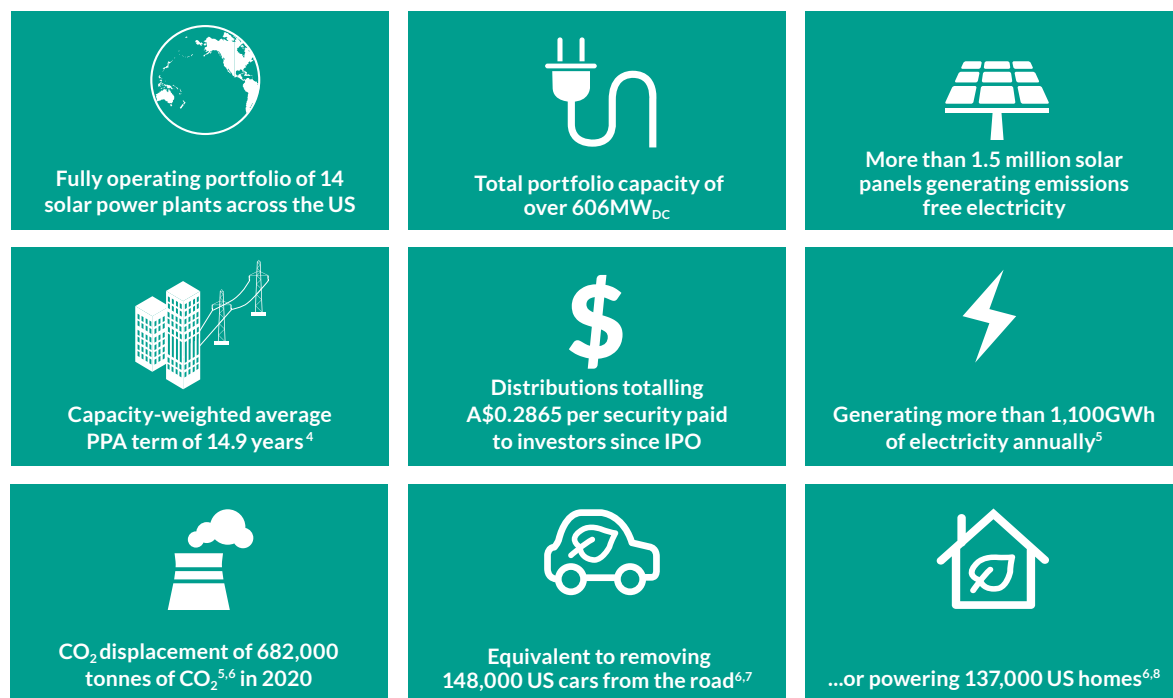 Fully operating portfolio of 14
solar power plants across the US
Total portfolio capacity of
over 606MWDC
More than 1.5 million solar
panels generating emissions
free electricity
Capacity-weighted average
PPA term of 14.9 years⁴
$
Distributions totalling
A$0.2865 per security paid
to investors since IPO
Generating more than 1,100GWh
of electricity annually⁵
CO₂ displacement of 682,000
tonnes of CO₂⁵,⁶ in 2020
Equivalent to removing
148,000 US cars from the road⁶,⁷
...or powering 137,000 US homes⁶,⁸